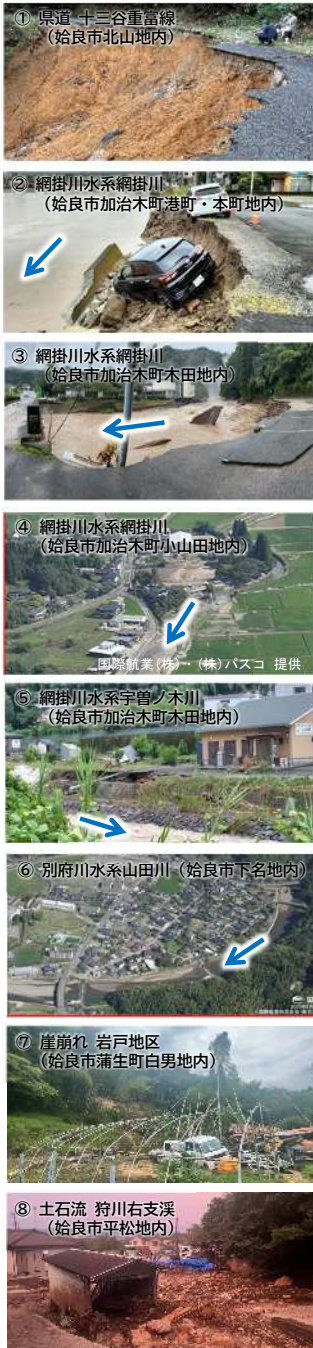 ① 県道 十三谷重富線
(姶良市北山地内)
② 網掛川水系網掛川
(姶良市加治木町港町・本町地内)
③ 網掛川水系網掛川
(姶良市加治木町木田地内)
④ 網掛川水系網掛川
(姶良市加治木町小山田地内)
国際航業(株)・(株)パスコ 提供
⑤ 網掛川水系宇曽ノ木川
(姶良市加治木町木田地内)
⑥ 別府川水系山田川 (姶良市下名地内)
⑦ 崖崩れ 岩戸地区
(姶良市蒲生町白男地内)
⑧ 土石流 狩川右支渓
(姶良市平松地内)